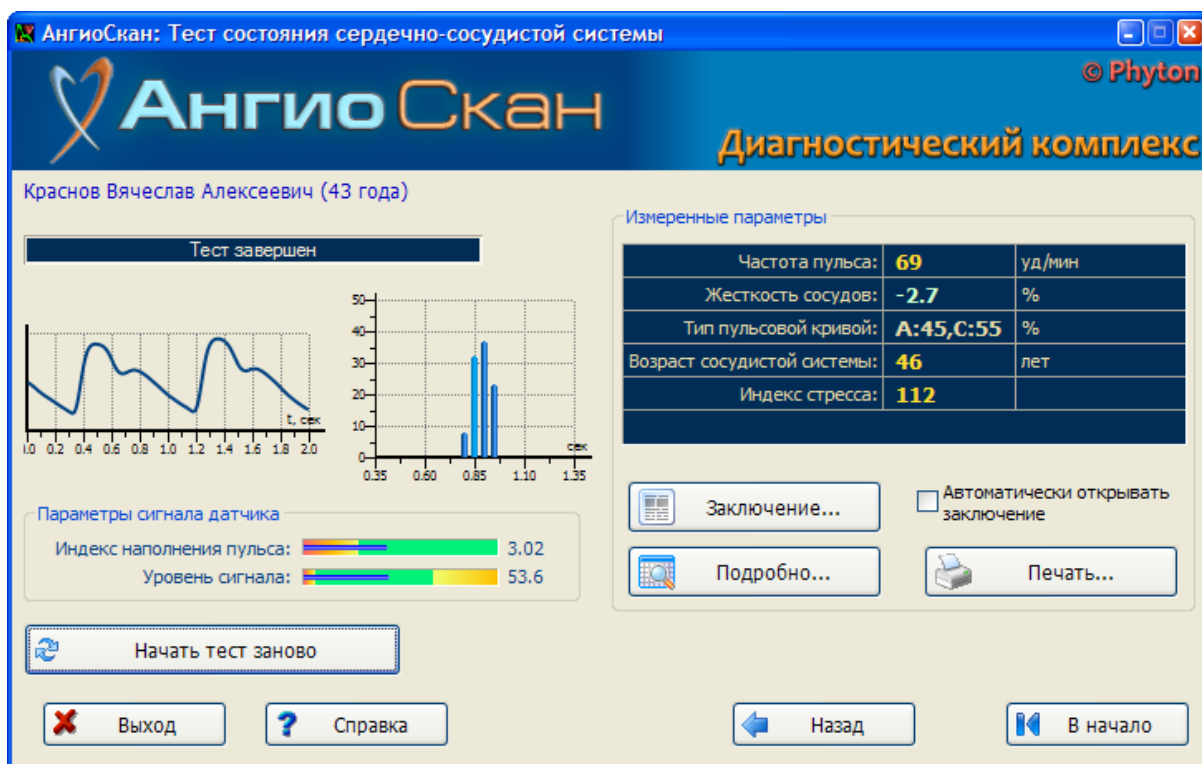 АнгиоСкан: Тест состояния сердечно-сосудистой системы
© Phyton
Ангио Скан
Диагностический комплекс
Краснов Вячеслав Алексеевич (43 года)
Тест завершен
t, сек
0.0 0.2 0.4 0.6 0.8 1.0 1.2 1.4 1.6 1.8 2.0
50
40
30
20
10
0
сек
0.35 0.60 0.85 1.10 1.35
Параметры сигнала датчика
Индекс наполнения пульса: 3.02
Уровень сигнала: 53.6
Измеренные параметры
Частота пульса: 69 уд/мин
Жесткость сосудов: -2.7 %
Тип пульсовой кривой: A:45,C:55 %
Возраст сосудистой системы: 46 лет
Индекс стресса: 112
Заключение...
Автоматически открывать
заключение
Подробно...
Печать...
Начать тест заново
Выход
Справка
Назад
В начало